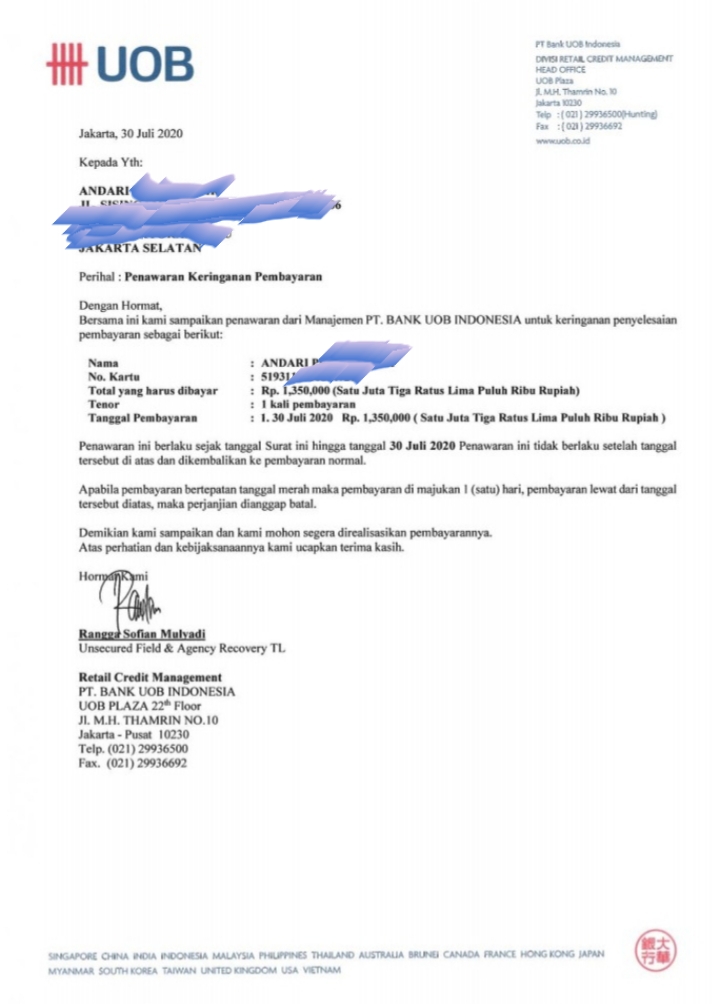 UOB
PT Bank UOB Indonesia
DIVISI RETAIL CREDIT MANAGEMENT
HEAD OFFICE
UOB Plaza
Jl. M.H. Thamrin No. 10
Jakarta 10230
Telp : ( 021 ) 29936500(Hunting)
Fax : ( 021 ) 29936692
www.uob.co.id
Jakarta, 30 Juli 2020
Kepada Yth:
ANDARI
JL.
JAKARTA SELATAN
Perihal : Penawaran Keringanan Pembayaran
Dengan Hormat,
Bersama ini kami sampaikan penawaran dari Manajemen PT. BANK UOB INDONESIA untuk keringanan penyelesaian
pembayaran sebagai berikut:
Nama : ANDARI
No. Kartu : 51931
Total yang harus dibayar : Rp. 1,350,000 (Satu Juta Tiga Ratus Lima Puluh Ribu Rupiah)
Tenor : 1 kali pembayaran
Tanggal Pembayaran : 1. 30 Juli 2020 Rp. 1,350,000 ( Satu Juta Tiga Ratus Lima Puluh Ribu Rupiah )
Penawaran ini berlaku sejak tanggal Surat ini hingga tanggal 30 Juli 2020 Penawaran ini tidak berlaku setelah tanggal
tersebut di atas dan dikembalikan ke pembayaran normal.
Apabila pembayaran bertepatan tanggal merah maka pembayaran di majukan 1 (satu) hari, pembayaran lewat dari tanggal
tersebut diatas, maka perjanjian dianggap batal.
Demikian kami sampaikan dan kami mohon segera direalisasikan pembayarannya.
Atas perhatian dan kebijaksanaannya kami ucapkan terima kasih.
Hormat Kami
Rangga Sofian Mulyadi
Unsecured Field & Agency Recovery TL
Retail Credit Management
PT. BANK UOB INDONESIA
UOB PLAZA 22th Floor
Jl. M.H. THAMRIN NO.10
Jakarta - Pusat 10230
Telp. (021) 29936500
Fax. (021) 29936692
SINGAPORE CHINA INDIA INDONESIA MALAYSIA PHILIPPINES THAILAND AUSTRALIA BRUNEI CANADA FRANCE HONG KONG JAPAN
MYANMAR SOUTH KOREA TAIWAN UNITED KINGDOM USA VIETNAM
銀大
行華